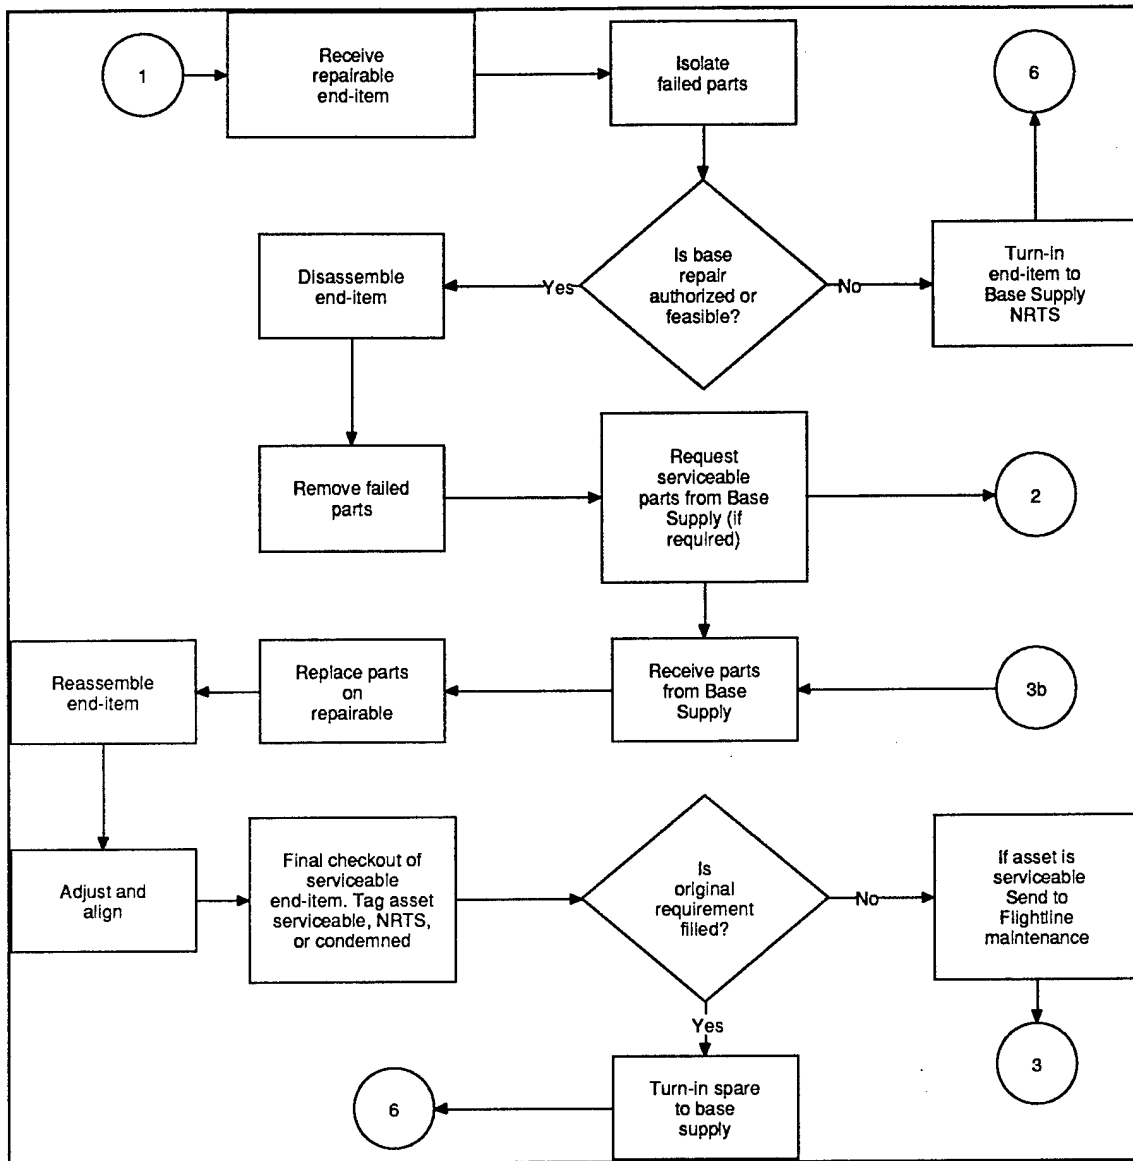 1
Receive
repairable
end-item
Isolate
failed parts
6
Disassemble
end-item
Yes
Is base
repair
authorized or
feasible?
No
Turn-in
end-item to
Base Supply
NRTS
Remove failed
parts
Request
serviceable
parts from Base
Supply (if
required)
2
Reassemble
end-item
Replace parts
on
repairable
Receive parts
from Base
Supply
3b
Adjust and
align
Final checkout of
serviceable
end-item. Tag asset
serviceable, NRTS,
or condemned
Is
original
requirement
filled?
No
If asset is
serviceable
Send to
Flightline
maintenance
Yes
3
6
Turn-in spare
to base
supply